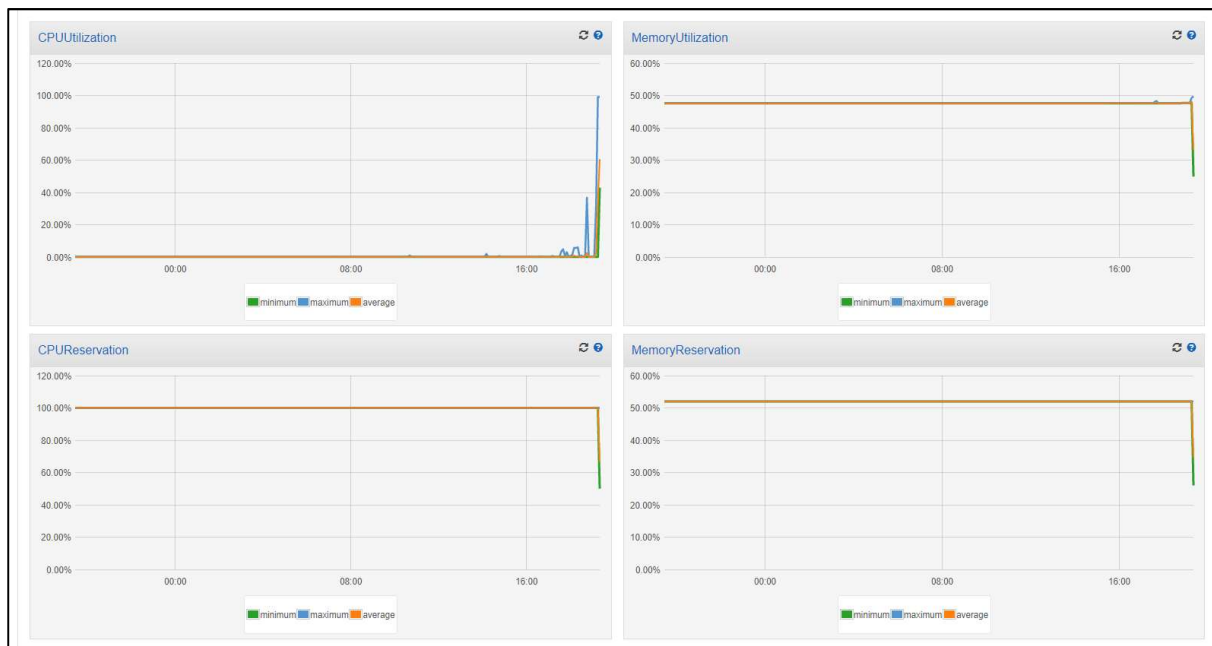 CPUUtilization
120.00%
100.00%
80.00%
60.00%
40.00%
20.00%
0.00%
00:00 08:00 16:00
minimum maximum average
MemoryUtilization
60.00%
50.00%
40.00%
30.00%
20.00%
10.00%
0.00%
00:00 08:00 16:00
minimum maximum average
CPUReservation
120.00%
100.00%
80.00%
60.00%
40.00%
20.00%
0.00%
00:00 08:00 16:00
minimum maximum average
MemoryReservation
60.00%
50.00%
40.00%
30.00%
20.00%
10.00%
0.00%
00:00 08:00 16:00
minimum maximum average